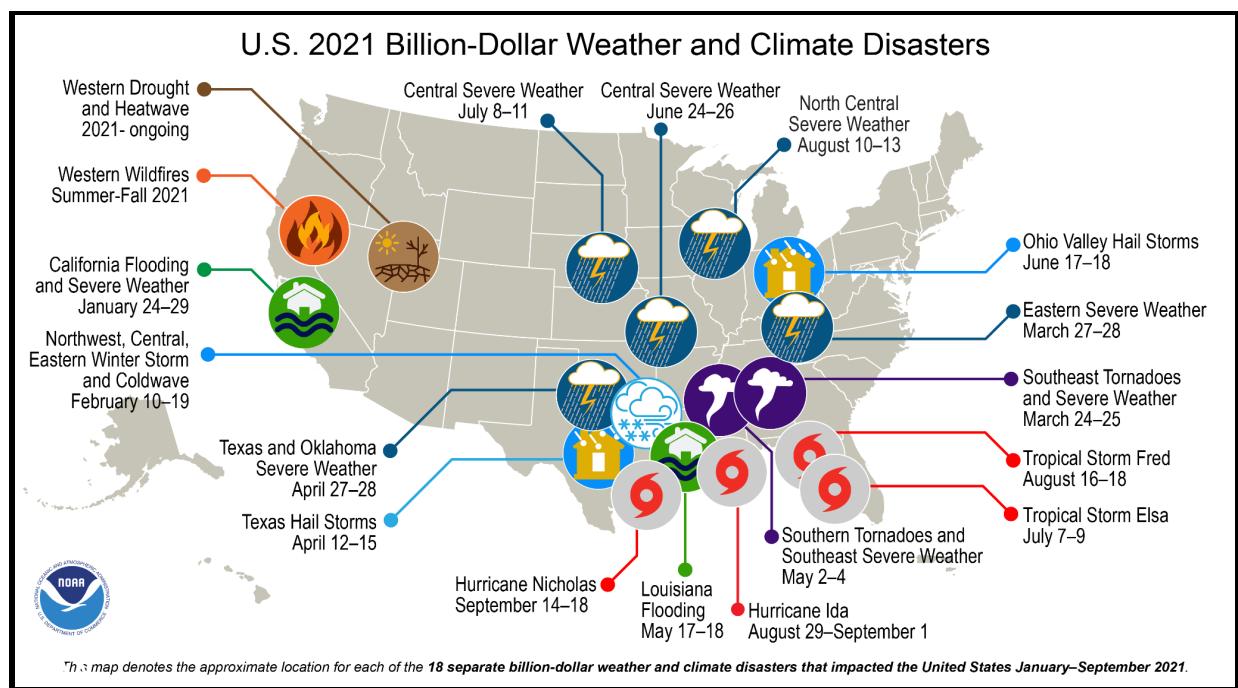 U.S. 2021 Billion-Dollar Weather and Climate Disasters
Western Drought
and Heatwave
2021- ongoing
Western Wildfires
Summer-Fall 2021
California Flooding
and Severe Weather
January 24–29
Northwest, Central,
Eastern Winter Storm
and Coldwave
February 10–19
Texas and Oklahoma
Severe Weather
April 27–28
Texas Hail Storms
April 12–15
Central Severe Weather
July 8–11
Central Severe Weather
June 24–26
North Central
Severe Weather
August 10–13
Ohio Valley Hail Storms
June 17–18
Eastern Severe Weather
March 27–28
Southeast Tornadoes
and Severe Weather
March 24–25
Tropical Storm Fred
August 16–18
Tropical Storm Elsa
July 7–9
Southern Tornadoes and
Southeast Severe Weather
May 2–4
Hurricane Nicholas
September 14–18
Louisiana
Flooding
May 17–18
Hurricane Ida
August 29–September 1
NATIONAL OCEANIC AND ATMOSPHERIC ADMINISTRATION
NOAA
U.S. DEPARTMENT OF COMMERCE
map denotes the approximate location for each of the 18 separate billion-dollar weather and climate disasters that impacted the United States January–September 2021.